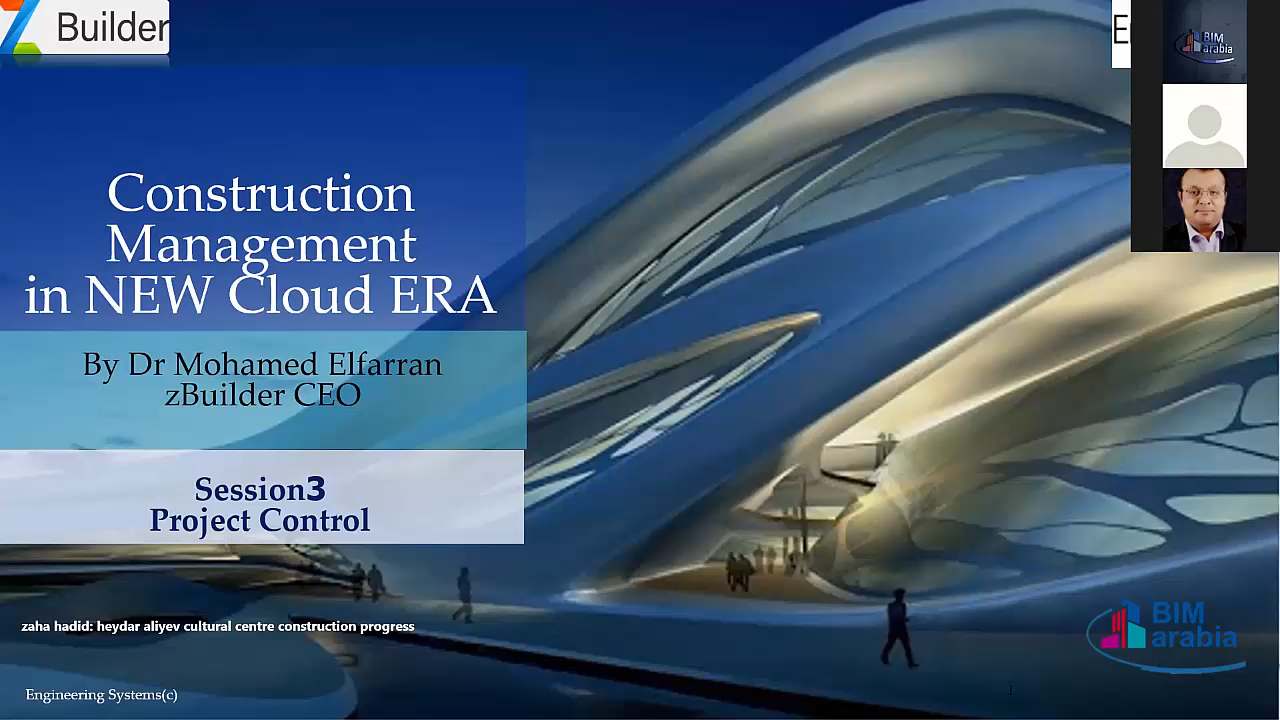 Builder
BIM
arabia
Construction
Management
in NEW Cloud ERA
By Dr Mohamed Elfarran
zBuilder CEO
Session3
Project Control
zaha hadid: heydar aliyev cultural centre construction progress
BIM
arabia
Engineering Systems(c)